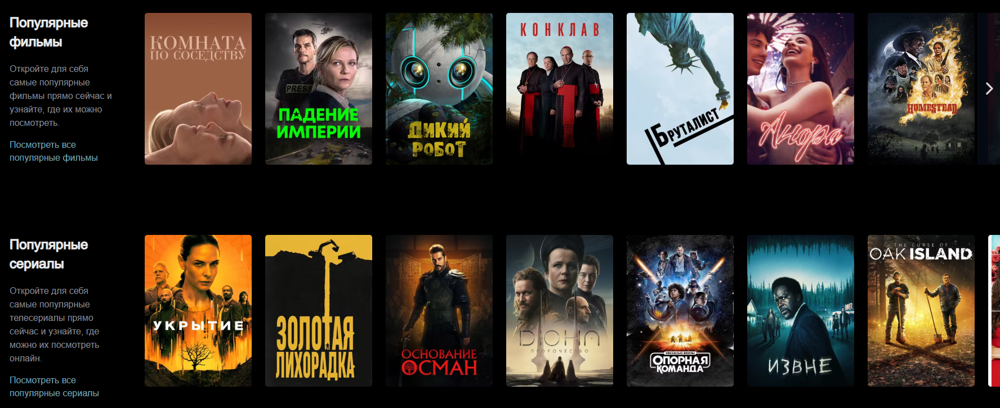 Популярные
фильмы
Откройте для себя
самые популярные
фильмы прямо сейчас и
узнайте, где их можно
посмотреть.
Посмотреть все
популярные фильмы
КОМНАТА
ПО СОСЕДСТВУ
PRESS
ПАДЕНИЕ
ИМПЕРИИ
ДИКИЙ
РОБОТ
КОНКЛАВ
БРУТАЛИСТ
Анора
HOMESTEAD
Популярные
сериалы
Откройте для себя
самые популярные
телесериалы прямо
сейчас и узнайте, где
можно их посмотреть
онлайн.
Посмотреть все
популярные сериалы
УКРЫТИЕ
ЗОЛОТАЯ
ЛИХОРАДКА
ОСНОВАНИЕ
ОСМАН
ДЮНА
ПРОРОЧЕСТВО
ЗВЕЗДНЫЕ ВОЙНЫ
ОПОРНАЯ
КОМАНДА
DINER
ИЗВНЕ
THE CURSE OF
OAK ISLAND